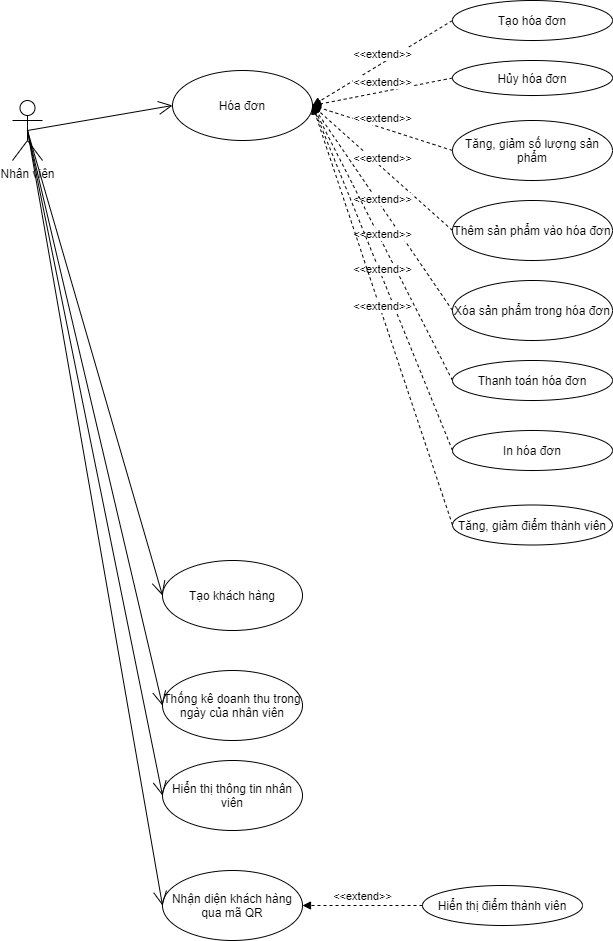 Tạo hóa đơn
<<extend>>
Hủy hóa đơn
<<extend>>
Hóa đơn
<<extend>>
Tăng, giảm số lượng sản
phẩm
<<extend>>
Nhân viên
<<extend>>
Thêm sản phẩm vào hóa đơn
<<extend>>
<<extend>>
Xóa sản phẩm trong hóa đơn
<<extend>>
Thanh toán hóa đơn
In hóa đơn
Tăng, giảm điểm thành viên
Tạo khách hàng
Thống kê doanh thu trong
ngày của nhân viên
Hiển thị thông tin nhân
viên
Nhận diện khách hàng
qua mã QR
<<extend>>
Hiển thị điểm thành viên